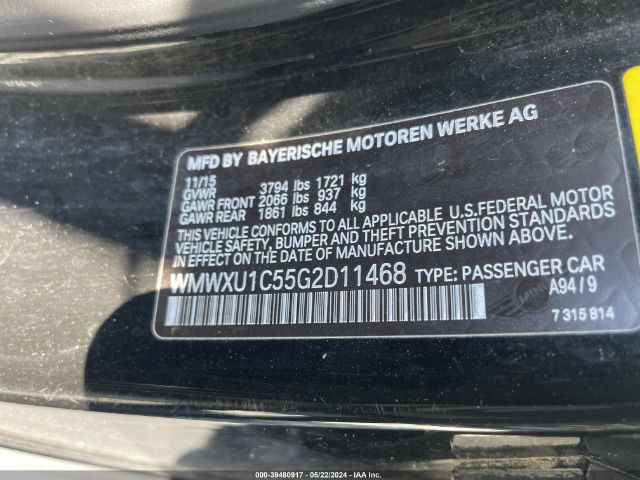 MFD BY BAYERISCHE MOTOREN WERKE AG
11/15
GVWR 3794 lbs 1721 kg
GAWR FRONT 2066 lbs 937 kg
GAWR REAR 1861 lbs 844 kg
THIS VEHICLE CONFORMS TO ALL APPLICABLE U.S.FEDERAL MOTOR
VEHICLE SAFETY, BUMPER AND THEFT PREVENTION STANDARDS
IN EFFECT ON THE DATE OF MANUFACTURE SHOWN ABOVE.
WMWXU1C55G2D11468 TYPE: PASSENGER CAR
A94/9
7 315 814
000-39480917 - 05/22/2024 - IAA Inc.